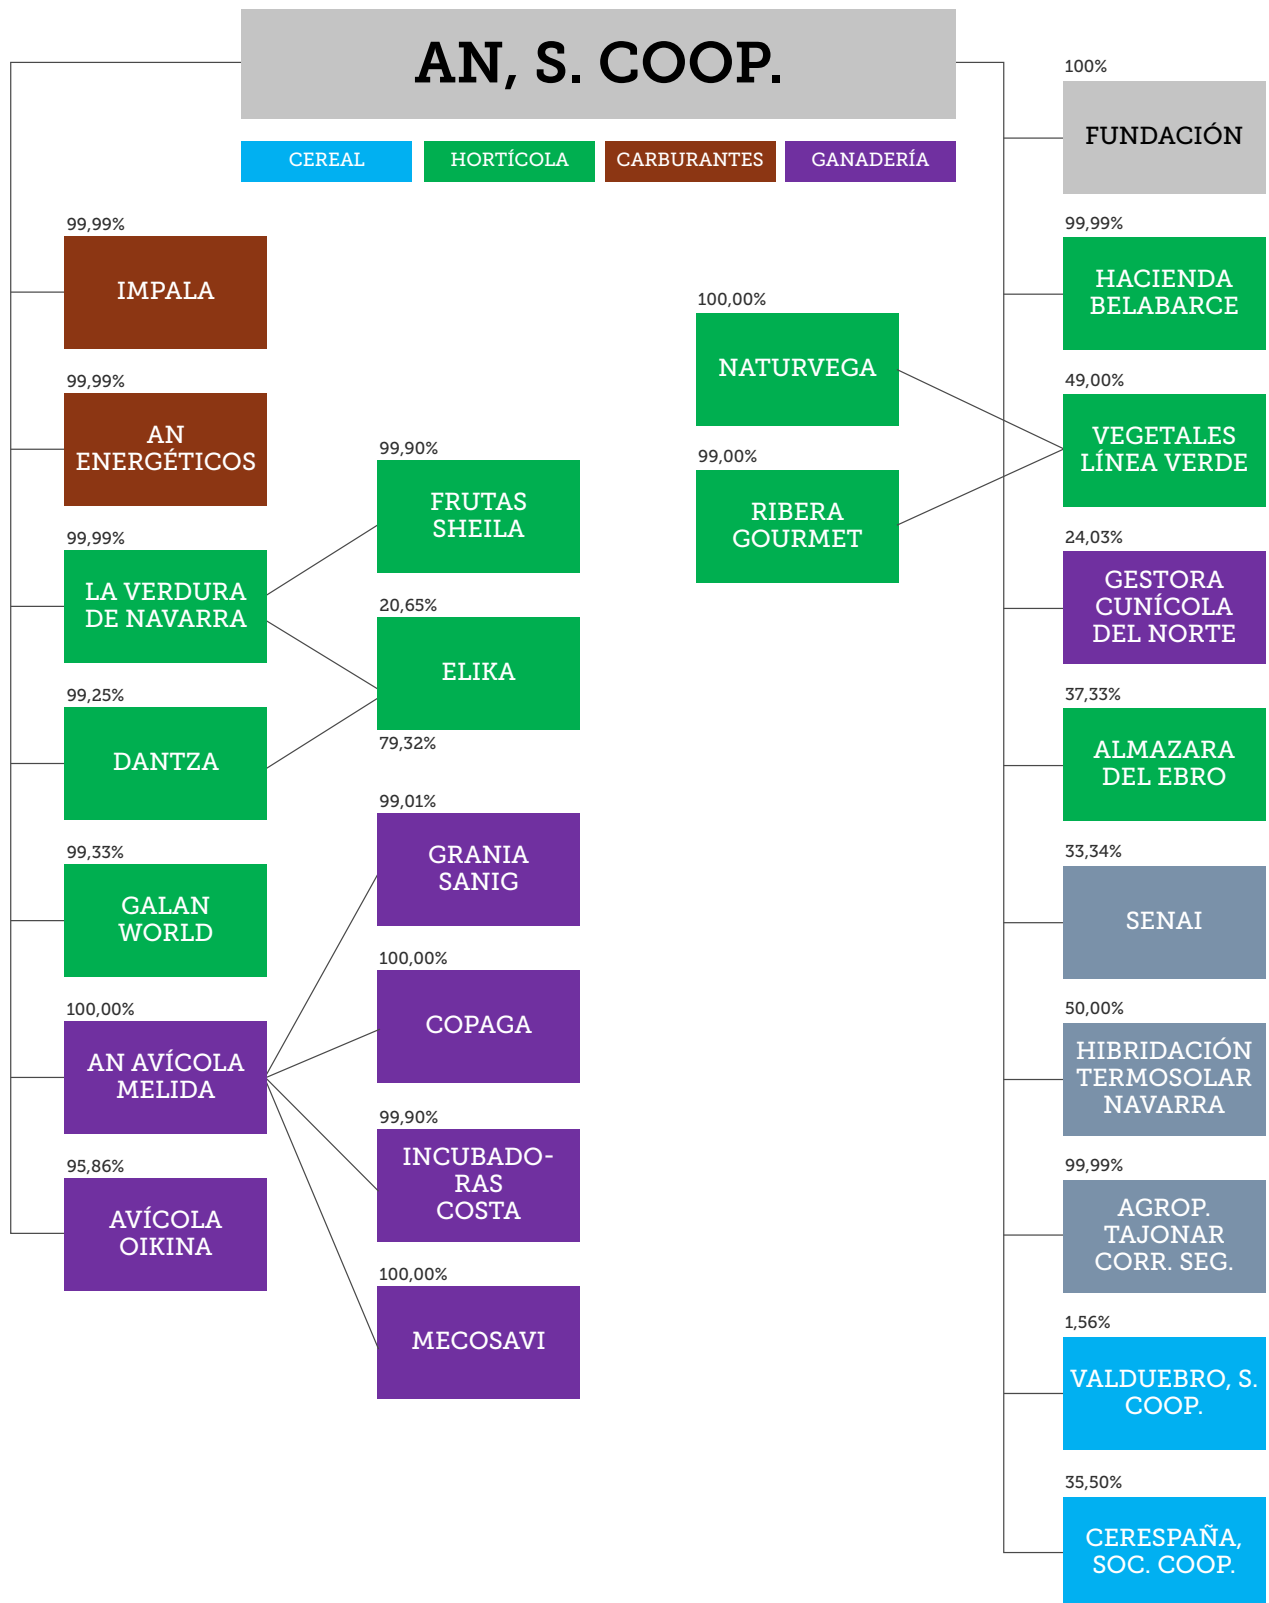 AN, S. COOP.
CEREAL
HORTÍCOLA
CARBURANTES
GANADERÍA
99,99%
IMPALA
99,99%
AN
ENERGÉTICOS
99,99%
LA VERDURA
DE NAVARRA
99,25%
DANTZA
99,33%
GALAN
WORLD
100,00%
AN AVÍCOLA
MELIDA
95,86%
AVÍCOLA
OIKINA
99,90%
FRUTAS
SHEILA
20,65%
ELIKA
79,32%
99,01%
GRANIA
SANIG
100,00%
COPAGA
99,90%
INCUBADO-
RAS
COSTA
100,00%
MECOSAVI
100,00%
NATURVEGA
99,00%
RIBERA
GOURMET
100%
FUNDACIÓN
99,99%
HACIENDA
BELABARCE
49,00%
VEGETALES
LÍNEA VERDE
24,03%
GESTORA
CUNÍCOLA
DEL NORTE
37,33%
ALMAZARA
DEL EBRO
33,34%
SENAI
50,00%
HIBRIDACIÓN
TERMOSOLAR
NAVARRA
99,99%
AGROP.
TAJONAR
CORR. SEG.
1,56%
VALDUEBRO, S.
COOP.
35,50%
CERESPAÑA,
SOC. COOP.